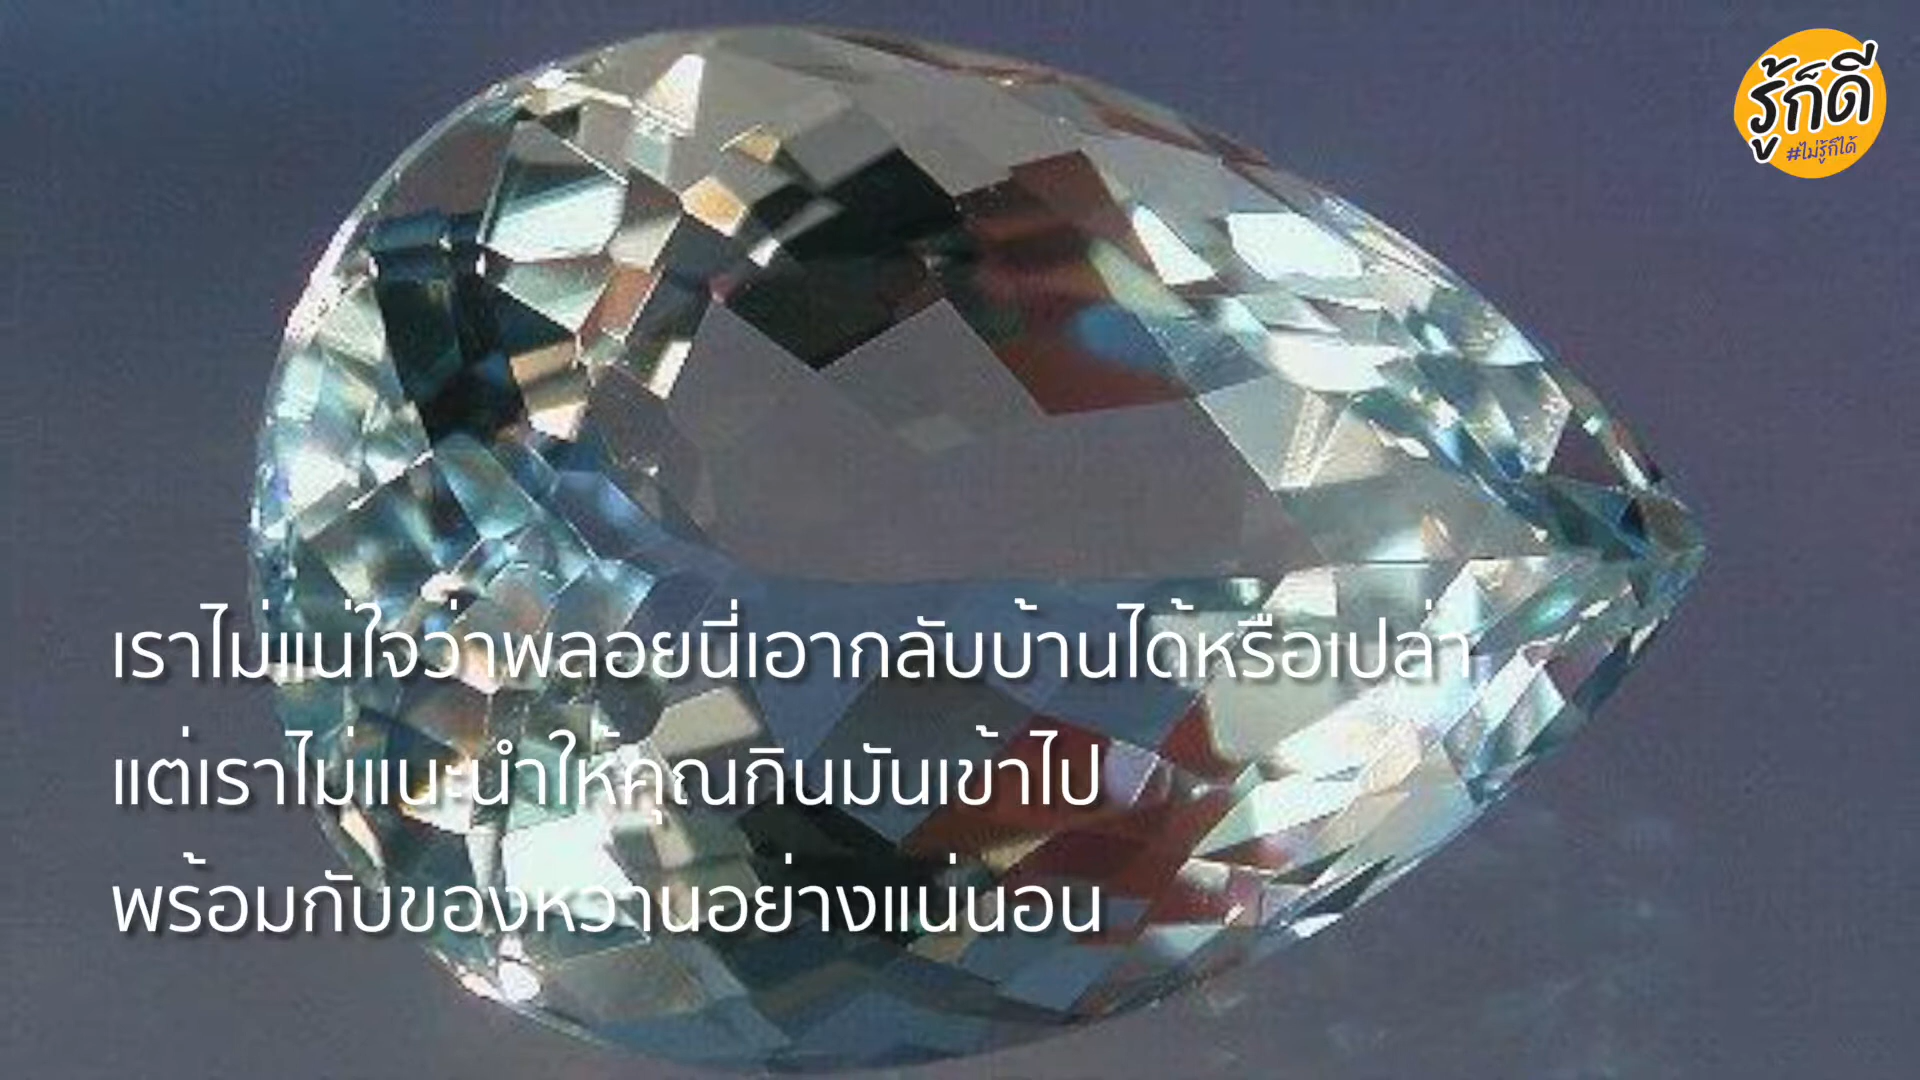 รู้ก็ดี
#ไม่รู้ก็ได้
เราไม่แน่ใจว่าพลอยนี่เอากลับบ้านได้หรือเปล่า
แต่เราไม่แนะนำให้คุณกินมันเข้าไป
พร้อมกับของหวานอย่างแน่นอน